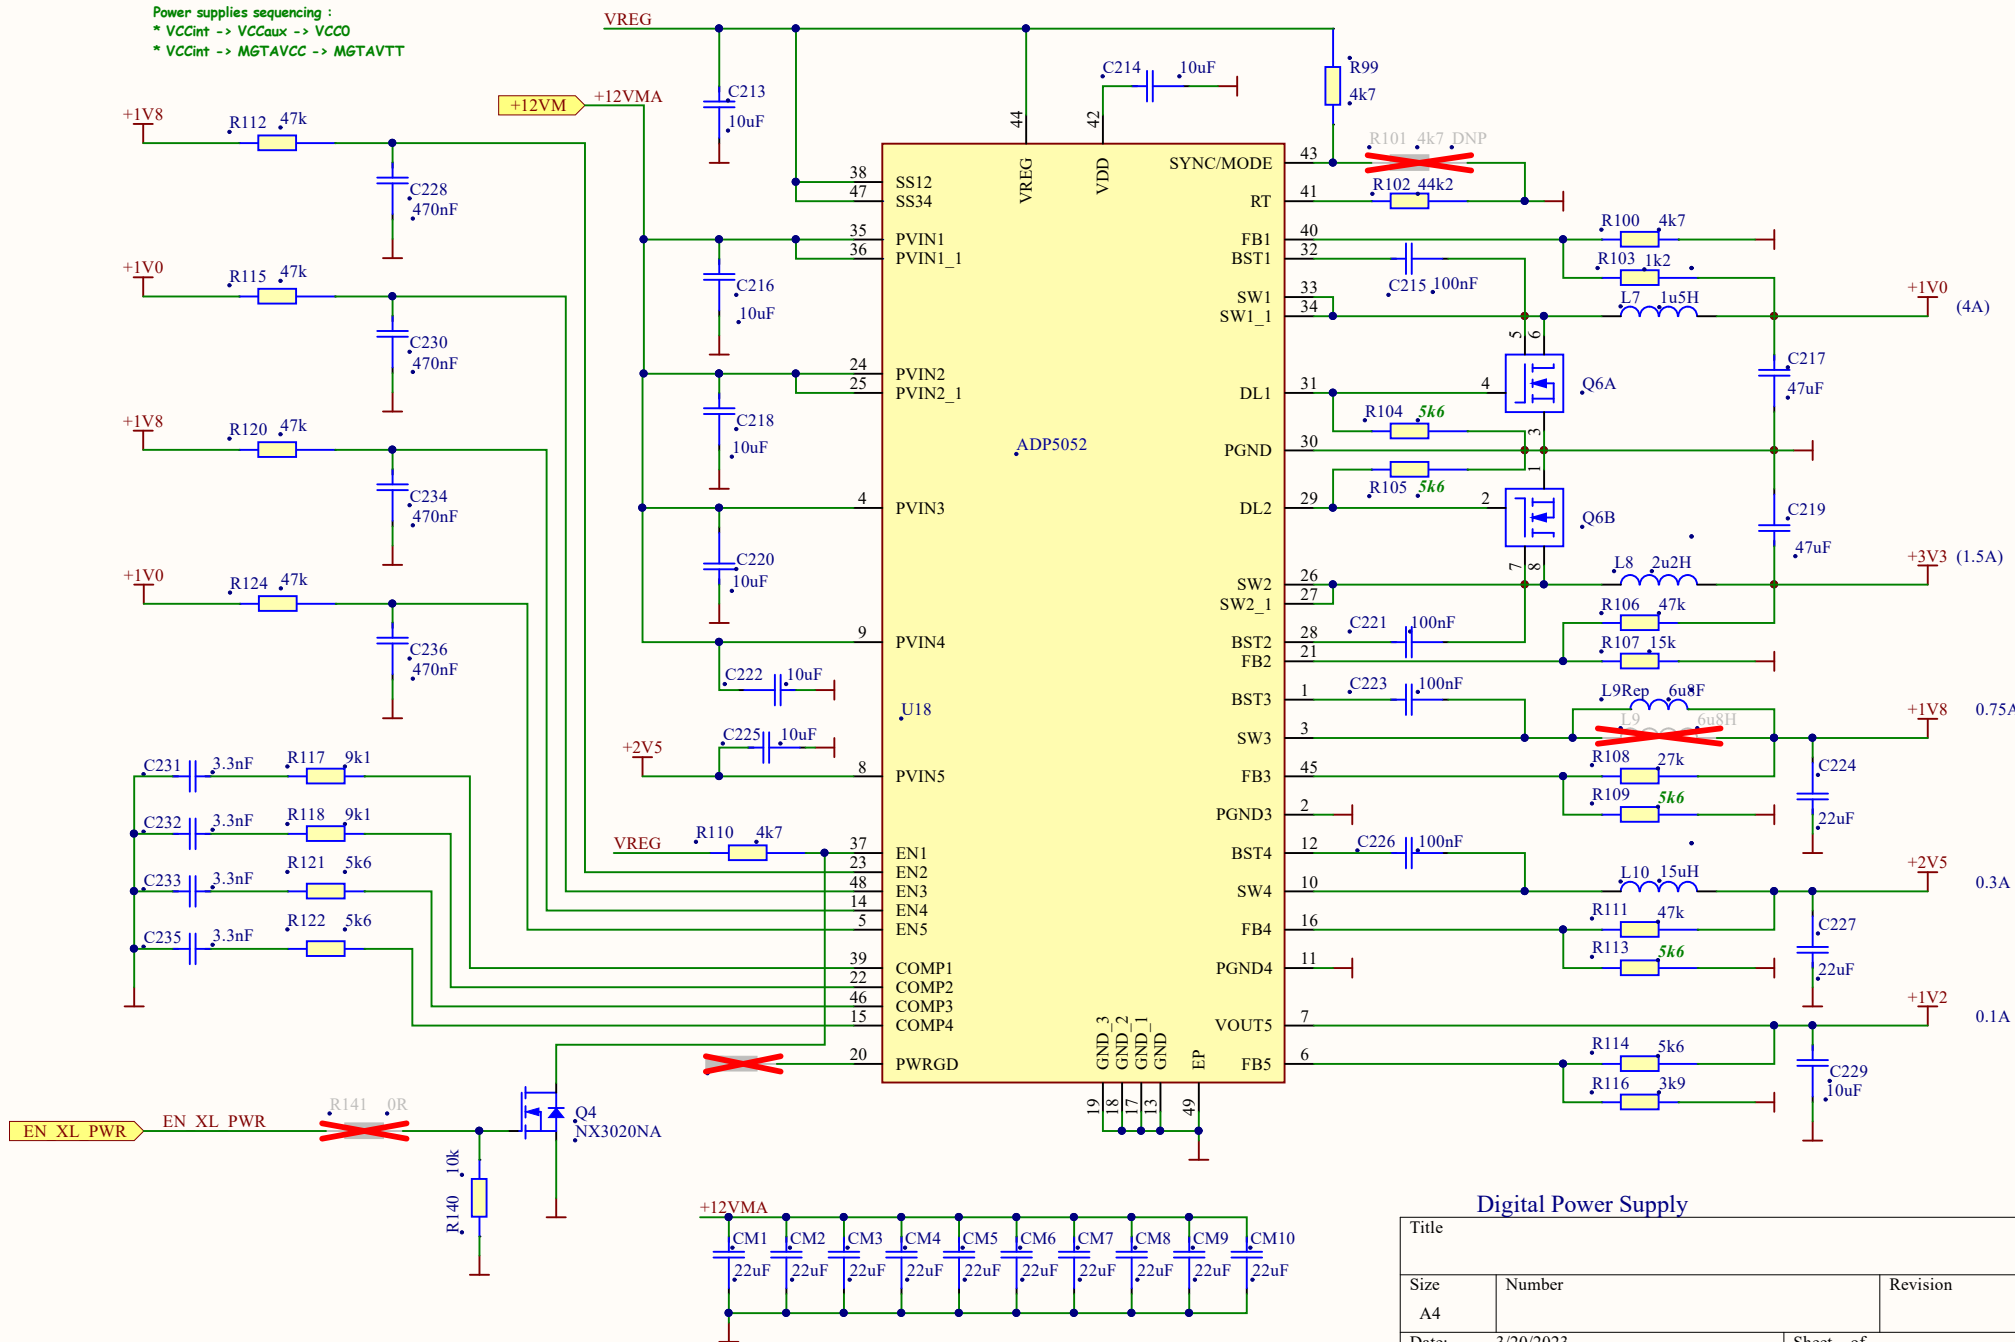 Power supplies sequencing :
* VCCint -> VCCaux -> VCCO
* VCCint -> MGTAVCC -> MGTAVTT
VREG
+12VM
+12VMA
C213
10uF
C214
10uF
44
42
R99
4k7
+1V8
R112
47k
C228
470nF
+1V0
R115
47k
C230
470nF
+1V8
R120
47k
C234
470nF
+1V0
R124
47k
C236
470nF
C231
3.3nF
R117
9k1
C232
3.3nF
R118
9k1
C233
3.3nF
R121
5k6
C235
3.3nF
R122
5k6
EN_XL_PWR
EN_XL_PWR
R141
0R
R140
10k
Q4
NX3020NA
C216
10uF
C218
10uF
C220
10uF
C222
10uF
C225
10uF
+2V5
VREG
R110
4k7
ADP5052
U18
VREG
VDD
38 SS12
47 SS34
35 PVIN1
36 PVIN1_1
24 PVIN2
25 PVIN2_1
4 PVIN3
9 PVIN4
8 PVIN5
37 EN1
23 EN2
48 EN3
14 EN4
5 EN5
39 COMP1
22 COMP2
46 COMP3
15 COMP4
20 PWRGD
SYNC/MODE 43
RT 41
FB1 40
BST1 32
SW1 33
SW1_1 34
DL1 31
PGND 30
DL2 29
SW2 26
SW2_1 27
BST2 28
FB2 21
BST3 1
SW3 3
FB3 45
PGND3 2
BST4 12
SW4 10
FB4 16
PGND4 11
VOUT5 7
FB5 6
GND_3
GND_2
GND_1
GND
EP
19
18
17
13
49
R101 4k7 DNP
R102 44k2
R100 4k7
R103 1k2
C215 100nF
L7 1u5H
+1V0 (4A)
5
6
4
Q6A
3
C217
47uF
R104 5k6
R105 5k6
1
2
Q6B
7
8
C219
47uF
L8 2u2H
+3V3 (1.5A)
R106 47k
R107 15k
C221 100nF
C223 100nF
L9Rep 6u8F
L9 6u8H
+1V8 0.75A
R108 27k
R109 5k6
C224
22uF
C226 100nF
L10 15uH
+2V5
0.3A
R111 47k
R113 5k6
C227
22uF
+1V2
0.1A
R114 5k6
R116 3k9
C229
10uF
+12VMA
CM1 CM2 CM3 CM4 CM5 CM6 CM7 CM8 CM9 CM10
22uF 22uF 22uF 22uF 22uF 22uF 22uF 22uF 22uF 22uF
Digital Power Supply
Title
Size
Number
Revision
A4
Date: 3/20/2023 Sheet of